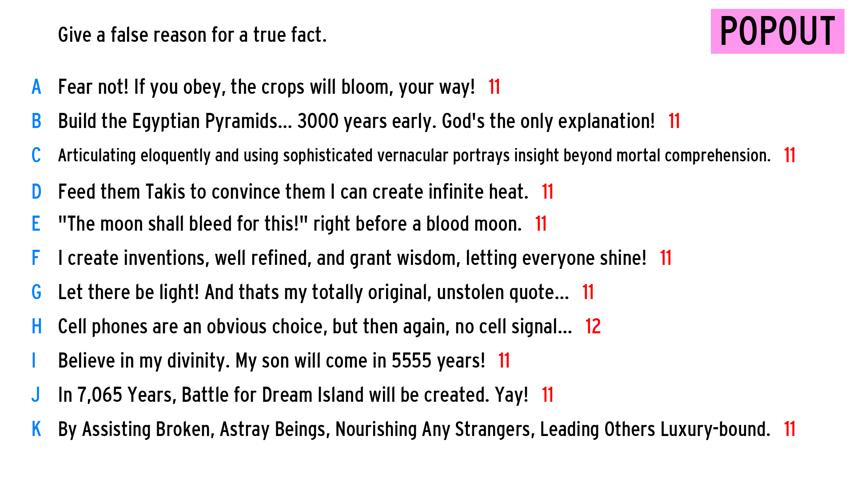 Give a false reason for a true fact.
POPOUT
A Fear not! If you obey, the crops will bloom, your way! 11
B Build the Egyptian Pyramids... 3000 years early. God's the only explanation! 11
C Articulating eloquently and using sophisticated vernacular portrays insight beyond mortal comprehension. 11
D Feed them Takis to convince them I can create infinite heat. 11
E "The moon shall bleed for this!" right before a blood moon. 11
F I create inventions, well refined, and grant wisdom, letting everyone shine! 11
G Let there be light! And thats my totally original, unstolen quote... 11
H Cell phones are an obvious choice, but then again, no cell signal... 12
I Believe in my divinity. My son will come in 5555 years! 11
J In 7,065 Years, Battle for Dream Island will be created. Yay! 11
K By Assisting Broken, Astray Beings, Nourishing Any Strangers, Leading Others Luxury-bound. 11